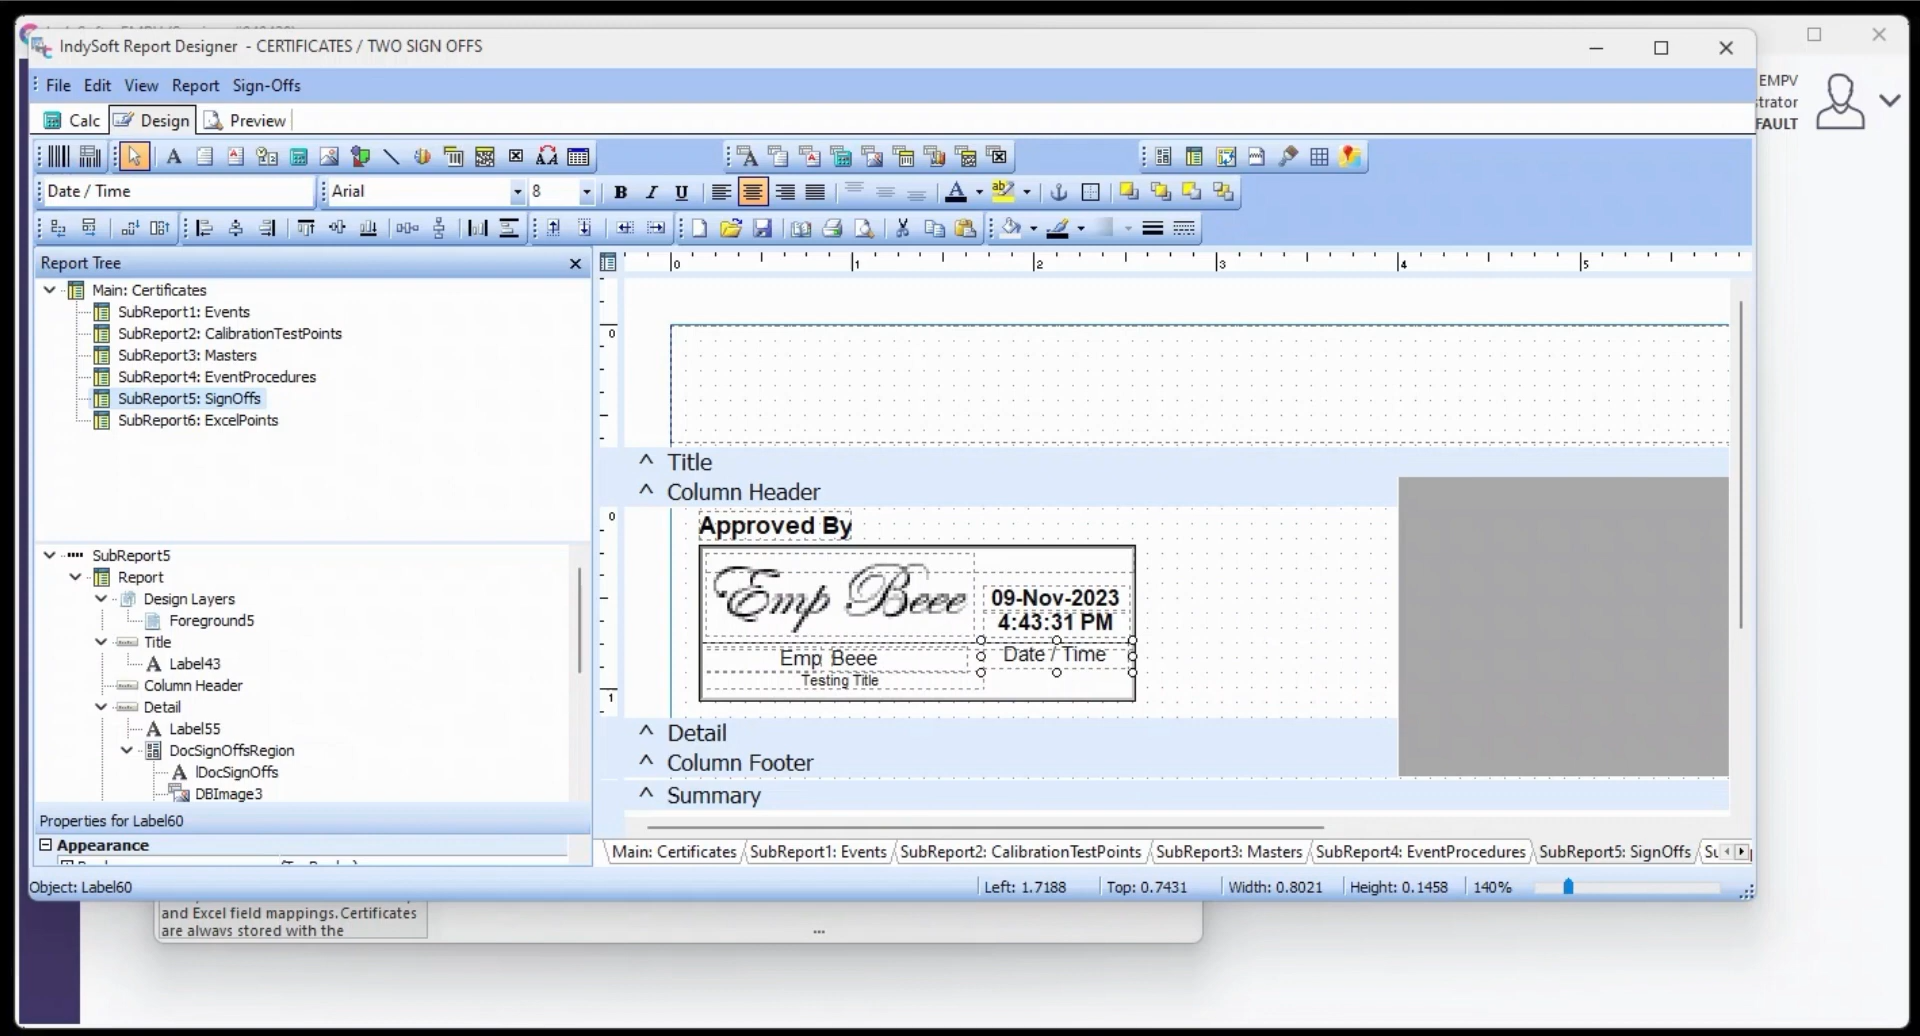 IndySoft Report Designer - CERTIFICATES / TWO SIGN OFFS
EMPV
strator
FAULT
File Edit View Report Sign-Offs
Calc Design Preview
Date / Time Arial 8 B I U
Report Tree
Main: Certificates
SubReport1: Events
SubReport2: CalibrationTestPoints
SubReport3: Masters
SubReport4: EventProcedures
SubReport5: SignOffs
SubReport6: ExcelPoints
SubReport5
Report
Design Layers
Foreground5
Title
Label43
Column Header
Detail
Label55
DocSignOffsRegion
lDocSignOffs
DBImage3
Properties for Label60
Appearance
0 1 2 3 4 5
0
^ Title
^ Column Header
0
Approved By
Emp Beee
09-Nov-2023
4:43:31 PM
Emp Beee
Date / Time
Testing Title
1
^ Detail
^ Column Footer
^ Summary
Main: Certificates SubReport1: Events SubReport2: CalibrationTestPoints SubReport3: Masters SubReport4: EventProcedures SubReport5: SignOffs Su
Object: Label60 Left: 1.7188 Top: 0.7431 Width: 0.8021 Height: 0.1458 140%
and Excel field mappings. Certificates
are always stored with the
...